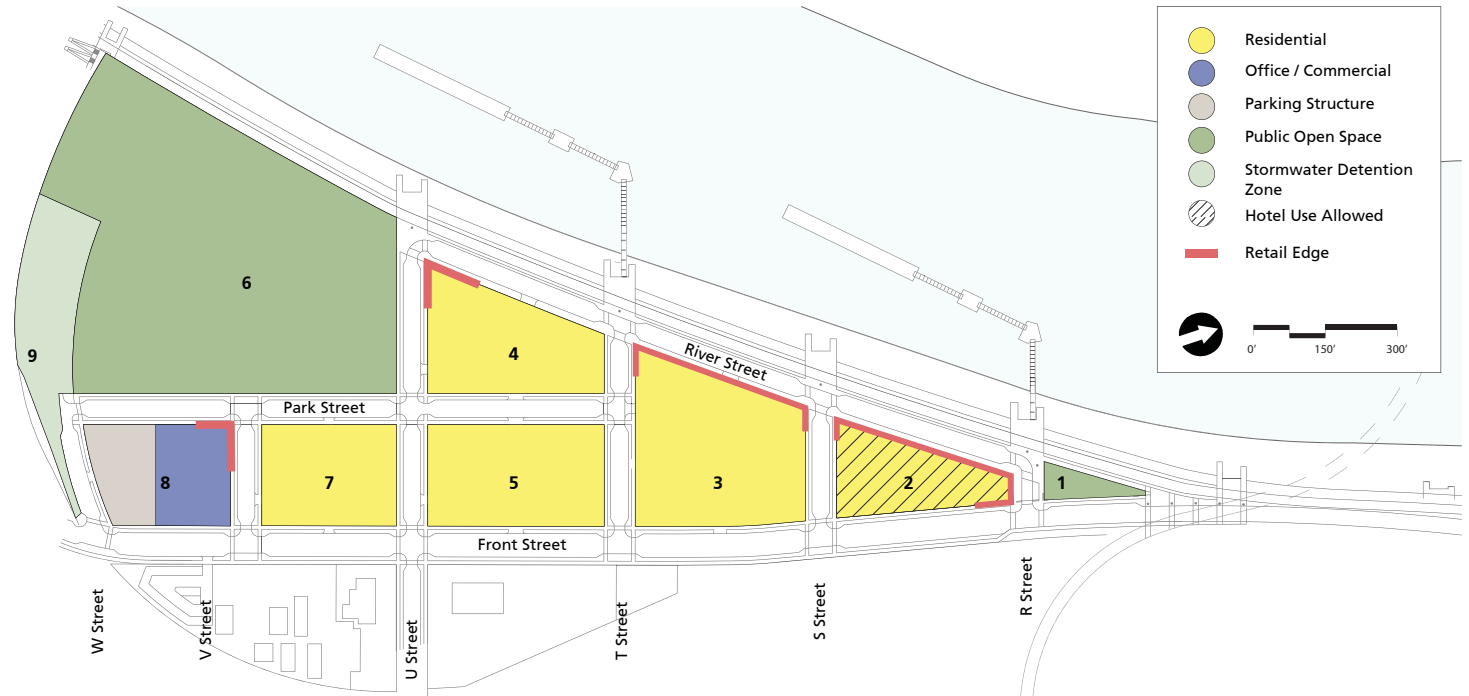 Residential
Office / Commercial
Parking Structure
Public Open Space
Stormwater Detention
Zone
Hotel Use Allowed
Retail Edge
0’ 150’ 300’
6
9
4
River Street
Park Street
8
7
5
3
2
1
Front Street
W Street
V Street
U Street
T Street
S Street
R Street